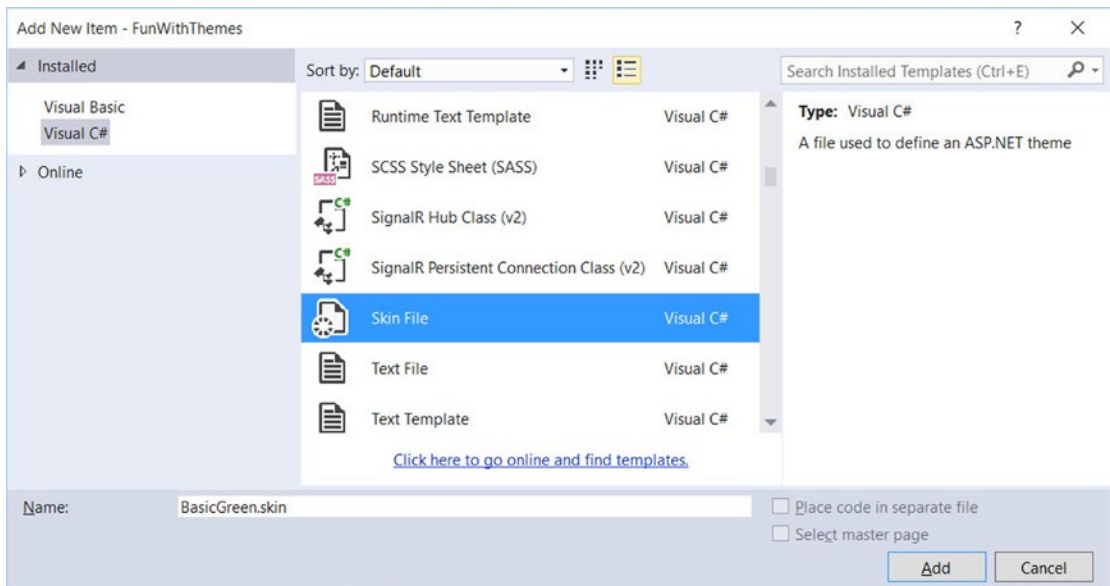 Add New Item - FunWithThemes
?
Installed
Visual Basic
Visual C#
Online
Sort by: Default
Search Installed Templates (Ctrl+E)
Runtime Text Template Visual C#
SASS
SCSS Style Sheet (SASS) Visual C#
C#
SignalR Hub Class (v2) Visual C#
C#
SignalR Persistent Connection Class (v2) Visual C#
Skin File Visual C#
Text File Visual C#
Text Template Visual C#
Click here to go online and find templates.
Type: Visual C#
A file used to define an ASP.NET theme
Name: BasicGreen.skin
Place code in separate file
Select master page
Add
Cancel